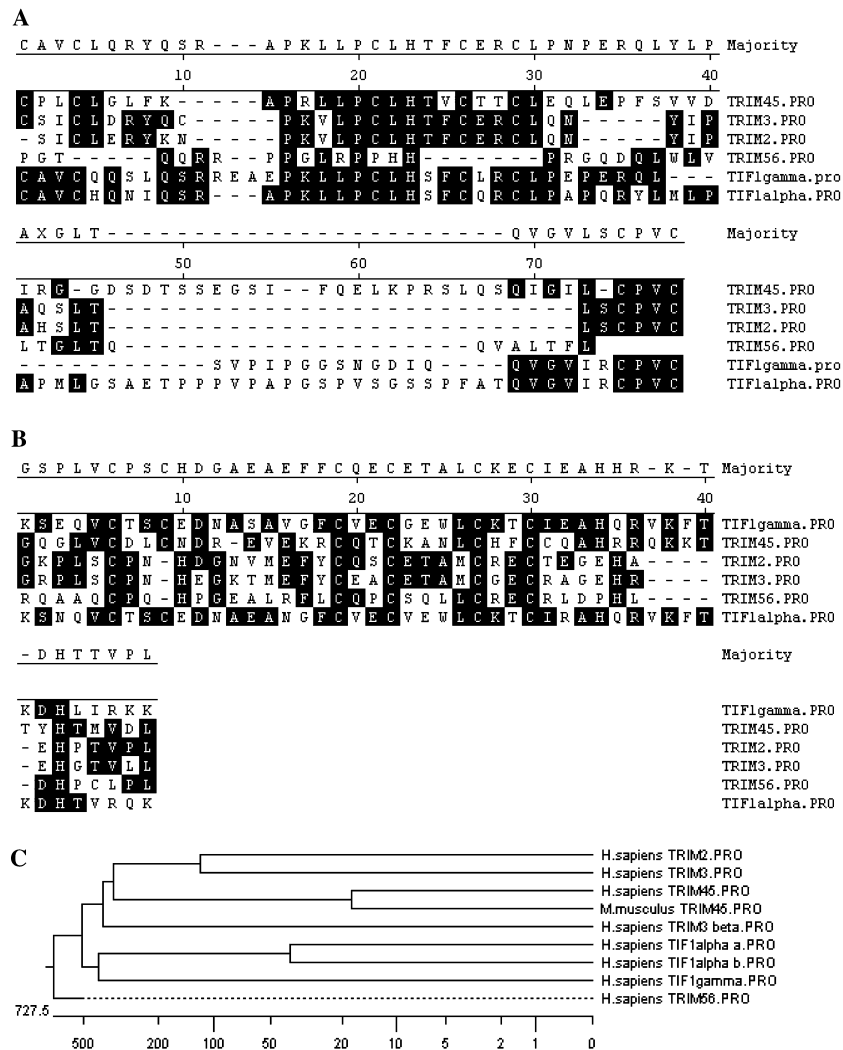 A
C A V C L Q R Y Q S R - - - A P K L L P C L H T F C E R C L P N P E R Q L Y L P Majority
10 20 30 40
C P L C L G L F K - - - - - A P R L L P C L H T V C T T C L E Q L E P F S V V D TRIM45.PRO
C S I C L D R Y Q C - - - - - P K V L P C L H T F C E R C L Q N - - - - - Y I P TRIM3.PRO
- S I C L E R Y K N - - - - - P K V L P C L H T F C E R C L Q N - - - - - Y I P TRIM2.PRO
P G T - - - - - Q Q R R - P P G L R P P H H - - - - - - - P R G Q D Q L W L V TRIM56.PRO
C A V C Q Q S L Q S R R E A E P K L L P C L H S F C L R C L P E P E R Q L - - - TIF1gamma.pro
C A V C H Q N I Q S R - - - A P K L L P C L H S F C Q R C L P A P Q R Y L M L P TIF1alpha.PRO
A X G L T - - - - - - - - - - - - - - - - - - - - - - - Q V G V L S C P V C Majority
50 60 70
I R G - G D S D T S S E G S I - - F Q E L K P R S L Q S Q I G I L - C P V C TRIM45.PRO
A Q S L T - - - - - - - - - - - - - - - - - - - - - - - - - - - L S C P V C TRIM3.PRO
A H S L T - - - - - - - - - - - - - - - - - - - - - - - - - - - L S C P V C TRIM2.PRO
L T G L T Q - - - - - - - - - - - - - - - - - - - - Q V A L T F L TRIM56.PRO
- - - - - - - - - - - S V P I P G G S N G D I Q - - - - Q V G V I R C P V C TIF1gamma.pro
A P M L G S A E T P P P V P A P G S P V S G S S P F A T Q V G V I R C P V C TIF1alpha.PRO
B
G S P L V C P S C H D G A E A E F F C Q E C E T A L C K E C I E A H H R - K - T Majority
10 20 30 40
K S E Q V C T S C E D N A S A V G F C V E C G E W L C K T C I E A H Q R V K F T TIF1gamma.PRO
G Q G L V C D L C N D R - E V E K R C Q T C K A N L C H F C C Q A H R R Q K K T TRIM45.PRO
G K P L S C P N - H D G N V M E F Y C Q S C E T A M C R E C T E G E H A - - - - TRIM2.PRO
G R P L S C P N - H E G K T M E F Y C E A C E T A M C G E C R A G E H R - - - - TRIM3.PRO
R Q A A Q C P Q - H P G E A L R F L C Q P C S Q L L C R E C R L D P H L - - - - TRIM56.PRO
K S N Q V C T S C E D N A E A N G F C V E C V E W L C K T C I R A H Q R V K F T TIF1alpha.PRO
- D H T T V P L Majority
K D H L I R K K TIF1gamma.PRO
T Y H T M V D L TRIM45.PRO
- E H P T V P L TRIM2.PRO
- E H G T V L L TRIM3.PRO
- D H P C L P L TRIM56.PRO
K D H T V R Q K TIF1alpha.PRO
C
H.sapiens TRIM2.PRO
H.sapiens TRIM3.PRO
H.sapiens TRIM45.PRO
M.musculus TRIM45.PRO
H.sapiens TRIM3 beta.PRO
H.sapiens TIF1alpha a.PRO
H.sapiens TIF1alpha b.PRO
H.sapiens TIF1gamma.PRO
H.sapiens TRIM56.PRO
727.5
500 200 100 50 20 10 5 2 1 0